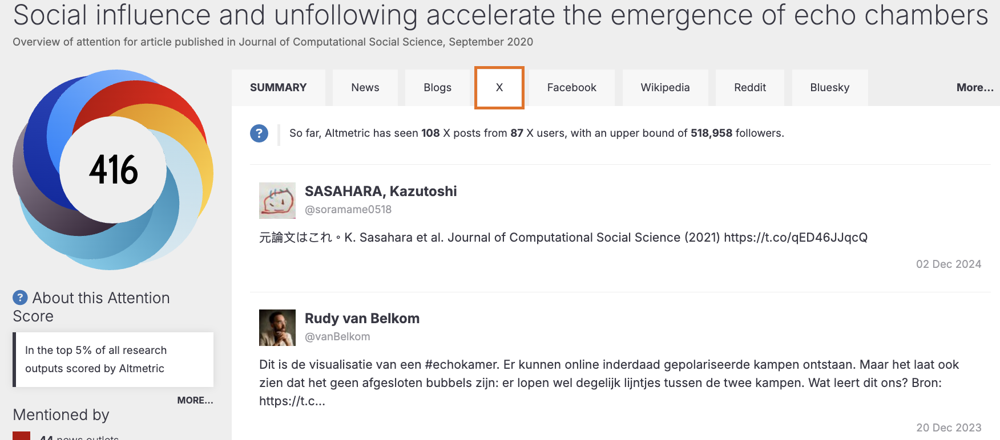 Social influence and unfollowing accelerate the emergence of echo chambers
Overview of attention for article published in Journal of Computational Social Science, September 2020
416
? About this Attention
Score
In the top 5% of all research
outputs scored by Altmetric
MORE...
Mentioned by
44 news outlets
SUMMARY News Blogs X Facebook Wikipedia Reddit Bluesky More...
? So far, Altmetric has seen 108 X posts from 87 X users, with an upper bound of 518,958 followers.
SASAHARA, Kazutoshi
@soramame0518
元論文はこれ。K. Sasahara et al. Journal of Computational Social Science (2021) https://t.co/qED46JJqcQ
02 Dec 2024
Rudy van Belkom
@vanBelkom
Dit is de visualisatie van een #echokamer. Er kunnen online inderdaad gepolariseerde kampen ontstaan. Maar het laat ook
zien dat het geen afgesloten bubbels zijn: er lopen wel degelijk lijntjes tussen de twee kampen. Wat leert dit ons? Bron:
https://t.c...
20 Dec 2023